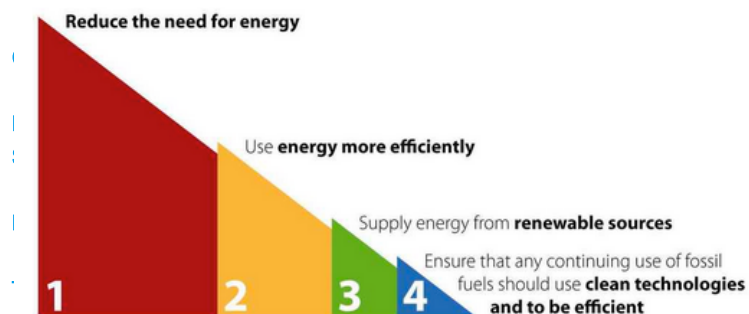 Reduce the need for energy
Use energy more efficiently
Supply energy from renewable sources
Ensure that any continuing use of fossil
fuels should use clean technologies
and to be efficient
1 2 3 4